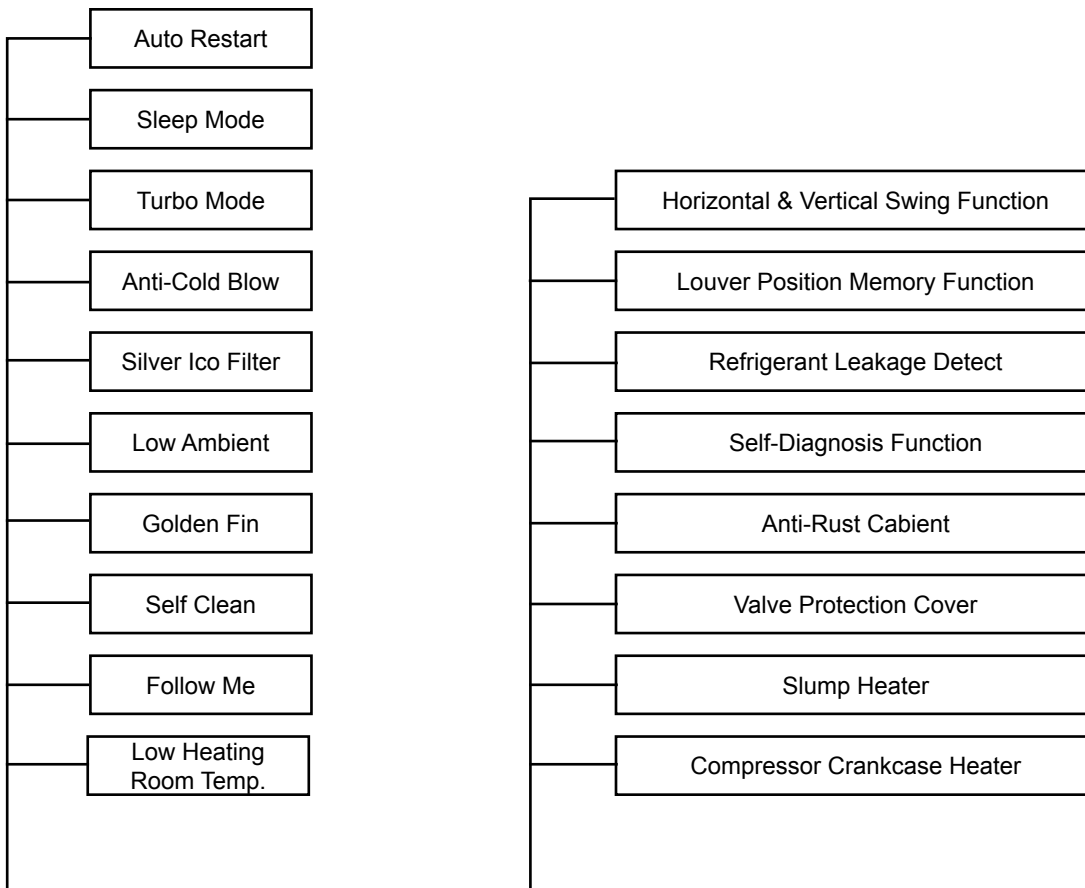 Auto Restart
Sleep Mode
Turbo Mode
Anti-Cold Blow
Silver Ico Filter
Low Ambient
Golden Fin
Self Clean
Follow Me
Low Heating
Room Temp.
Horizontal & Vertical Swing Function
Louver Position Memory Function
Refrigerant Leakage Detect
Self-Diagnosis Function
Anti-Rust Cabient
Valve Protection Cover
Slump Heater
Compressor Crankcase Heater